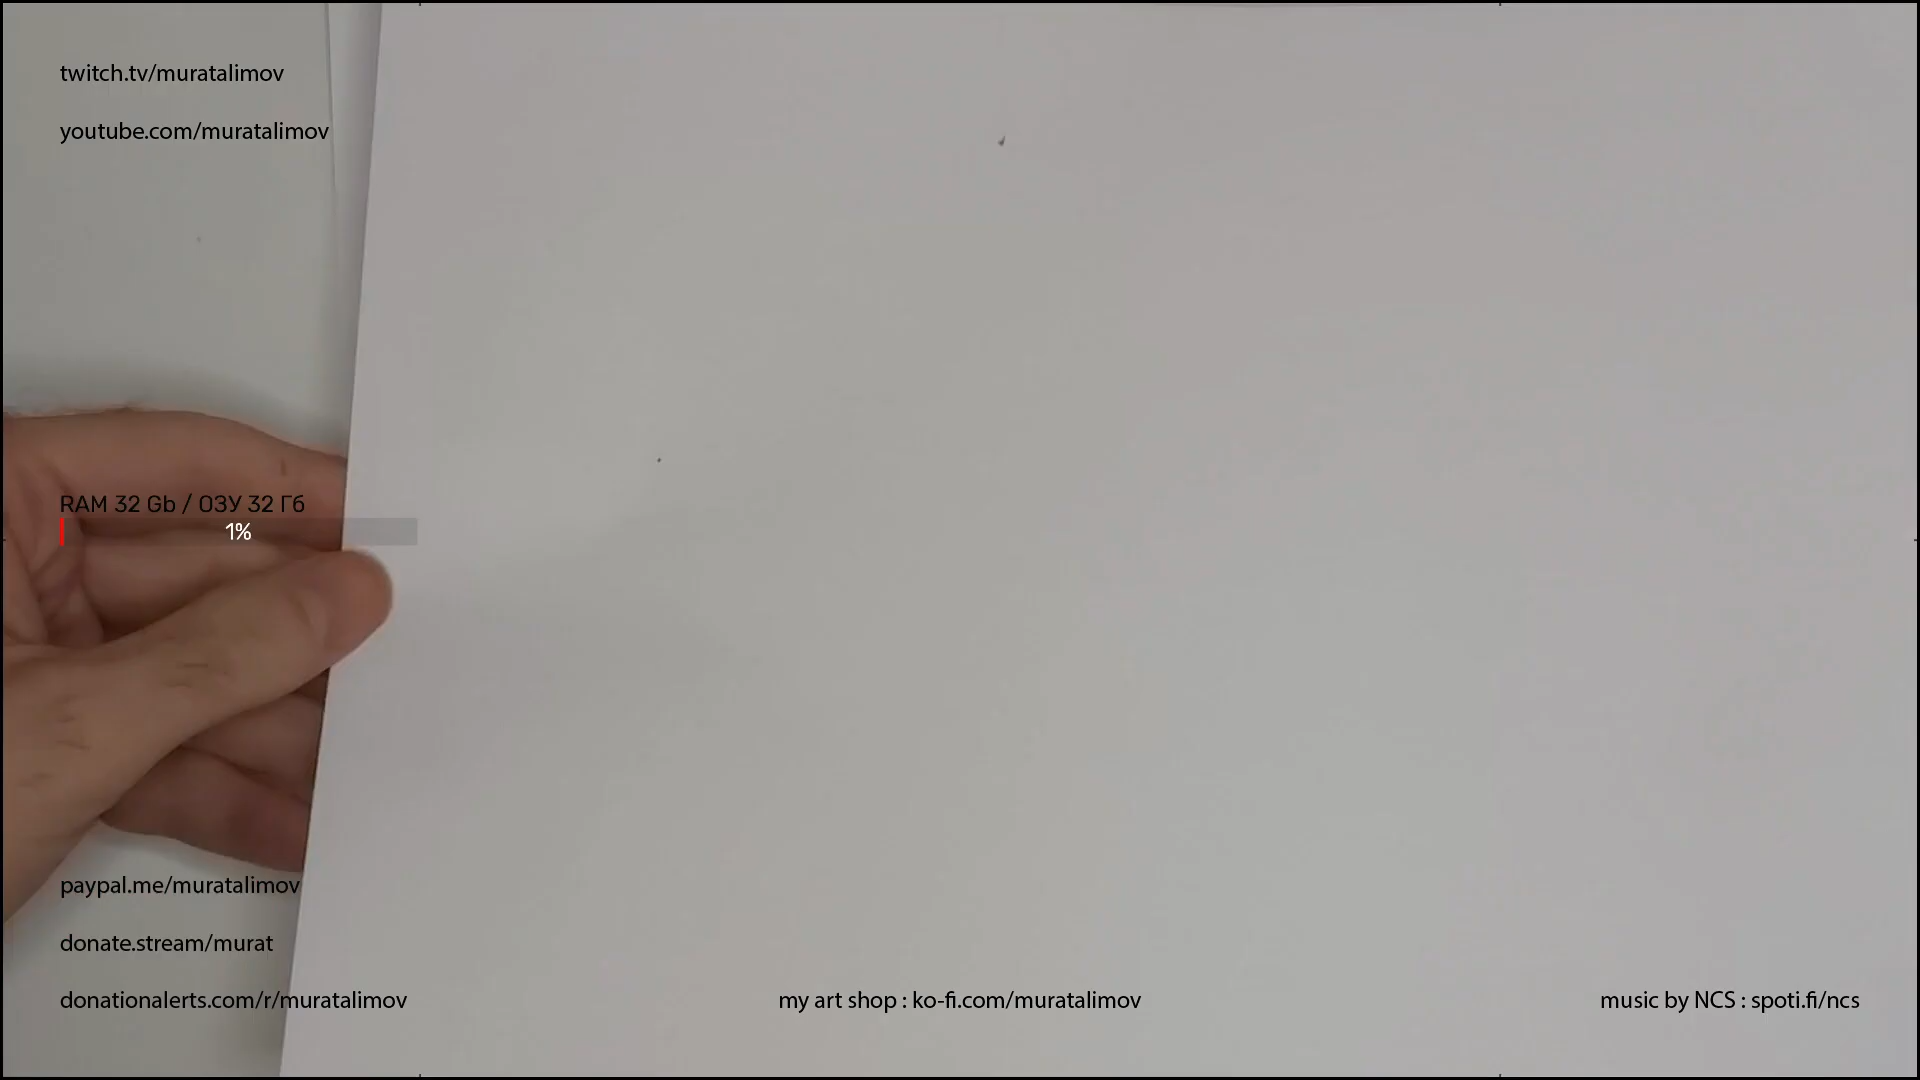 twitch.tv/muratalimov
youtube.com/muratalimov
RAM 32 Gb / ОЗУ 32 Гб
1%
paypal.me/muratalimov
donate.stream/murat
donationalerts.com/r/muratalimov
my art shop : ko-fi.com/muratalimov
music by NCS : spoti.fi/ncs